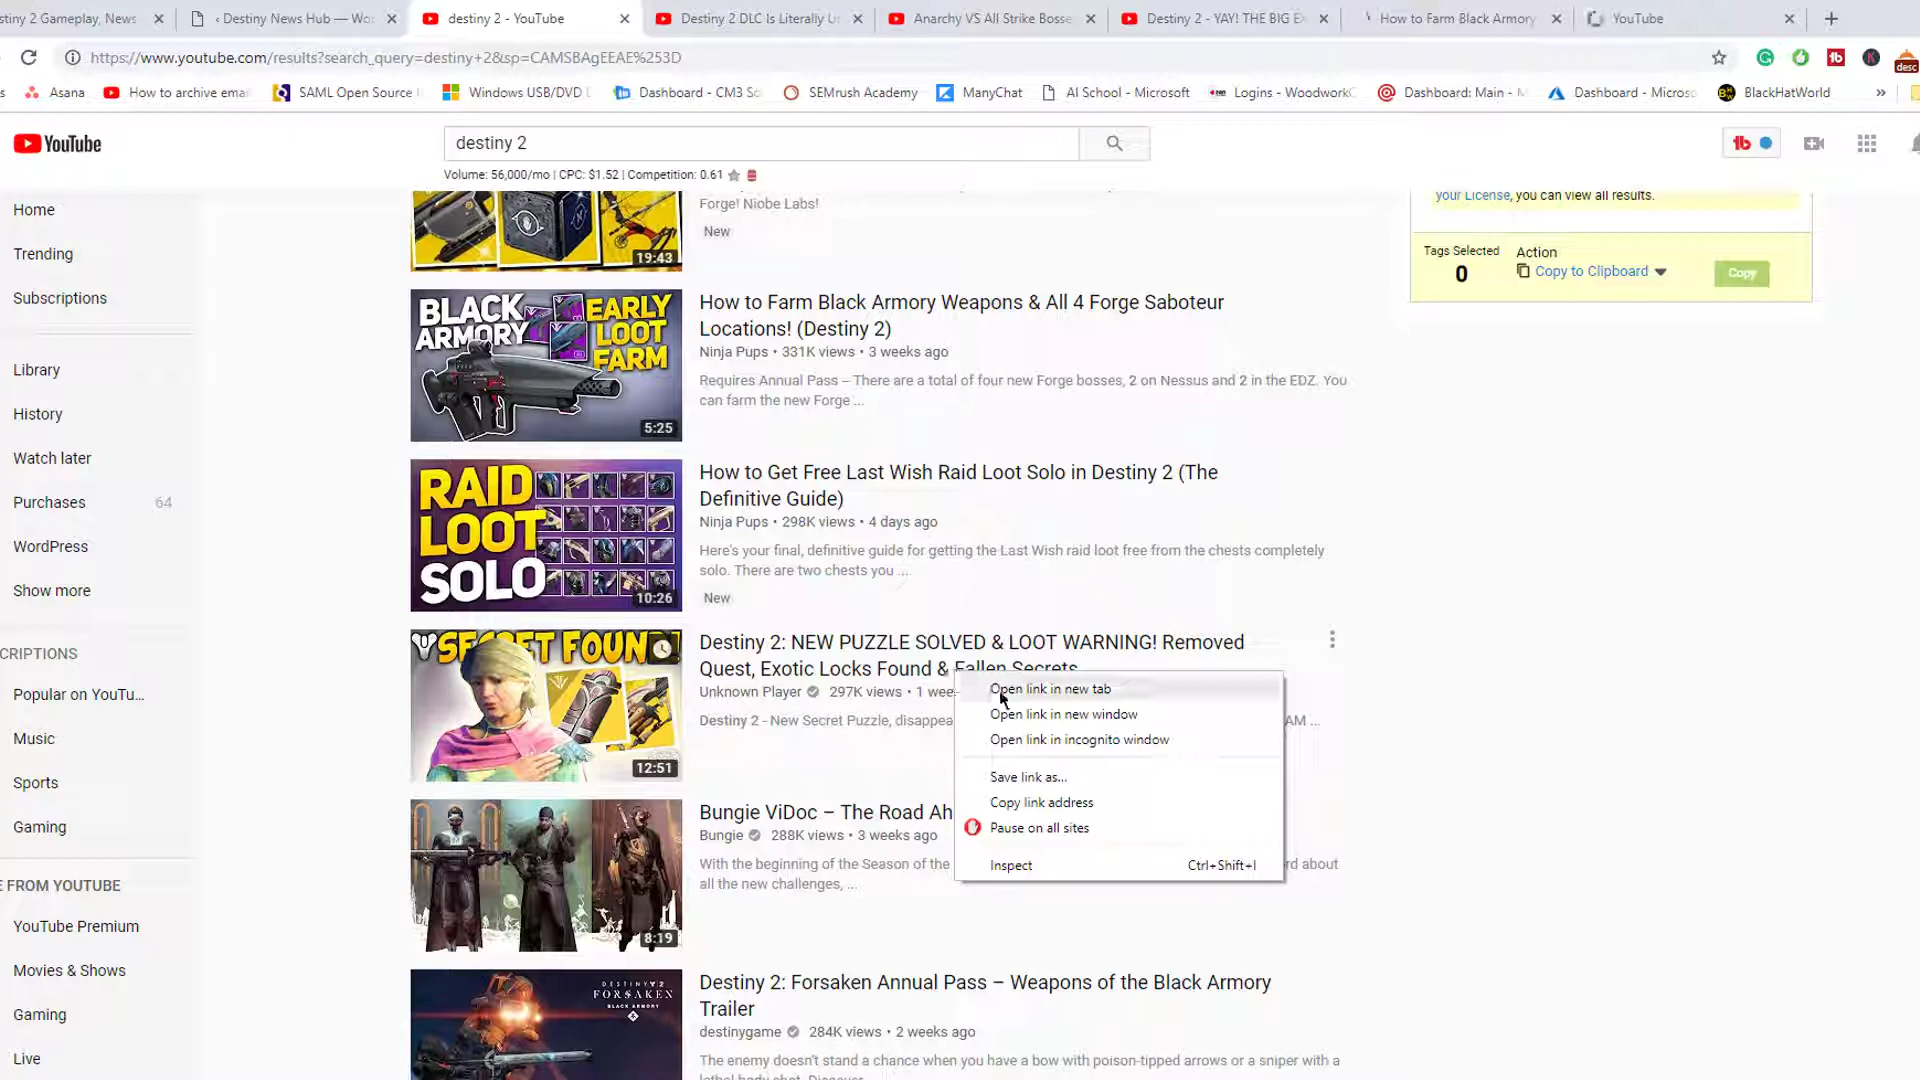 2 Gameplay, News
‹ Destiny News Hub — Wo
destiny 2 - YouTube
Destiny 2 DLC Is Literally U
Anarchy VS All Strike Bosse
Destiny 2 - YAY! THE BIG E
How to Farm Black Armory
YouTube
https://www.youtube.com/results?search_query=destiny+2&sp=CAMSBAgEEAE%253D
desc
s
Asana
How to archive ema
SAML Open Source
Windows USB/DVD
Dashboard - CM3 S
SEMrush Academy
ManyChat
AI School - Microsoft
Logins - Woodwork
Dashboard: Main -
Dashboard - Micros
BlackHatWorld
»
YouTube
destiny 2
Volume: 56,000/mo | CPC: $1.52 | Competition: 0.61
Home
Trending
Subscriptions
Library
History
Watch later
Purchases 64
WordPress
Show more
CRIPTIONS
Popular on YouTu...
Music
Sports
Gaming
E FROM YOUTUBE
YouTube Premium
Movies & Shows
Gaming
Live
19:43
Forge! Niobe Labs!
New
BLACK ARMORY
EARLY LOOT FARM
5:25
How to Farm Black Armory Weapons & All 4 Forge Saboteur
Locations! (Destiny 2)
Ninja Pups • 331K views • 3 weeks ago
Requires Annual Pass – There are a total of four new Forge bosses, 2 on Nessus and 2 in the EDZ. You
can farm the new Forge ...
RAID
LOOT
SOLO
10:26
How to Get Free Last Wish Raid Loot Solo in Destiny 2 (The
Definitive Guide)
Ninja Pups • 298K views • 4 days ago
Here's your final, definitive guide for getting the Last Wish raid loot free from the chests completely
solo. There are two chests you ...
New
SECRET FOUND
12:51
Destiny 2: NEW PUZZLE SOLVED & LOOT WARNING! Removed
Quest, Exotic Locks Found & Fallen Secrets
Unknown Player 297K views • 1 wee
Destiny 2 - New Secret Puzzle, disappea
AM ...
Open link in new tab
Open link in new window
Open link in incognito window
Save link as...
Copy link address
Pause on all sites
Inspect Ctrl+Shift+I
8:19
Bungie ViDoc – The Road Ah
Bungie 288K views • 3 weeks ago
With the beginning of the Season of the
rd about
all the new challenges, ...
DESTINY 2
FORSAKEN
BLACK ARMORY
Destiny 2: Forsaken Annual Pass – Weapons of the Black Armory
Trailer
destinygame 284K views • 2 weeks ago
The enemy doesn't stand a chance when you have a bow with poison-tipped arrows or a sniper with a
your License, you can view all results.
Tags Selected
0
Action
Copy to Clipboard
Copy